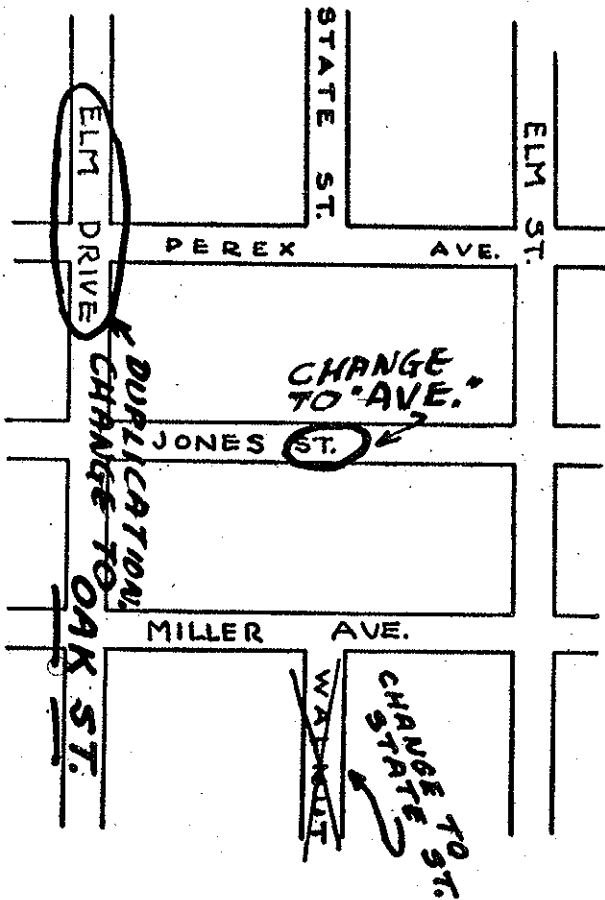 STATE ST.
ELM ST.
ELM DRIVE
PEREX AVE.
DUPLICATION.
CHANGE TO
OAK ST.
CHANGE
TO "AVE."
JONES ST.
MILLER AVE.
WALNUT
CHANGE TO
STATE ST.